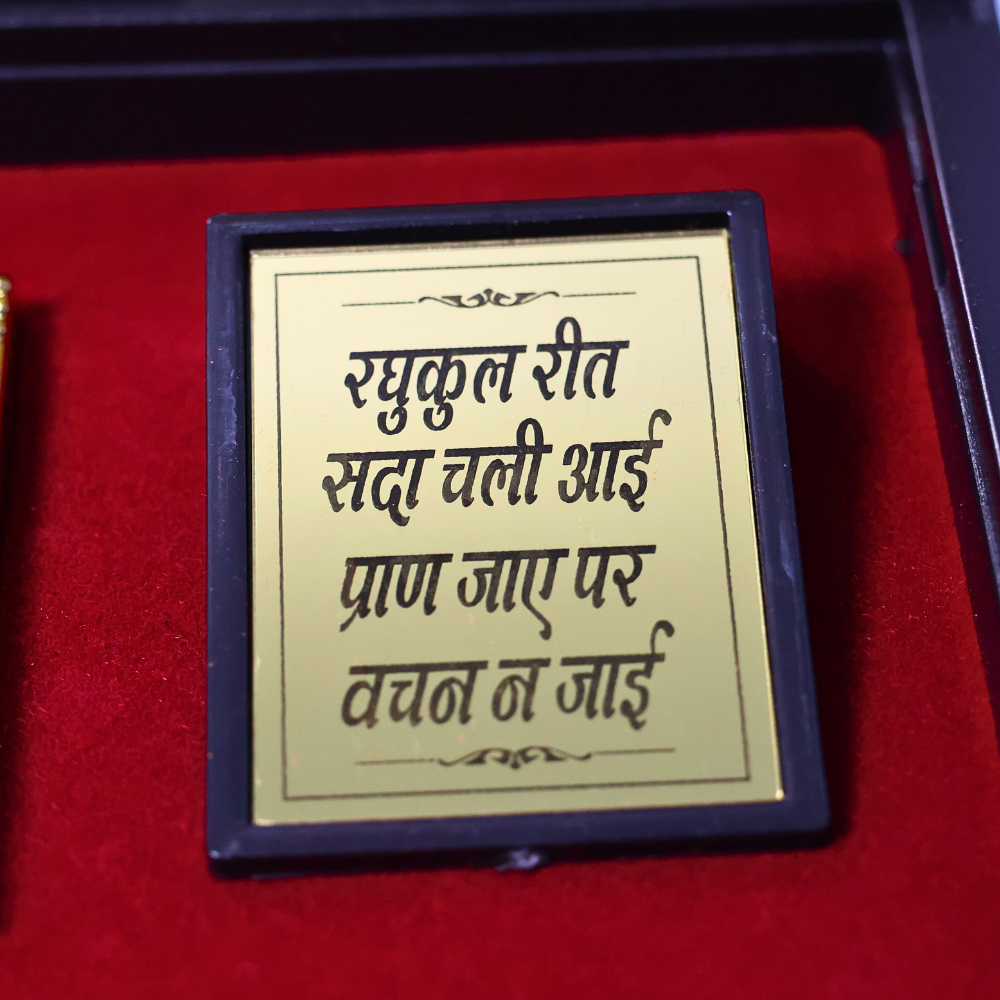 रघुकुल रीत
सदा चली आई
प्राण जाए पर
वचन न जाई